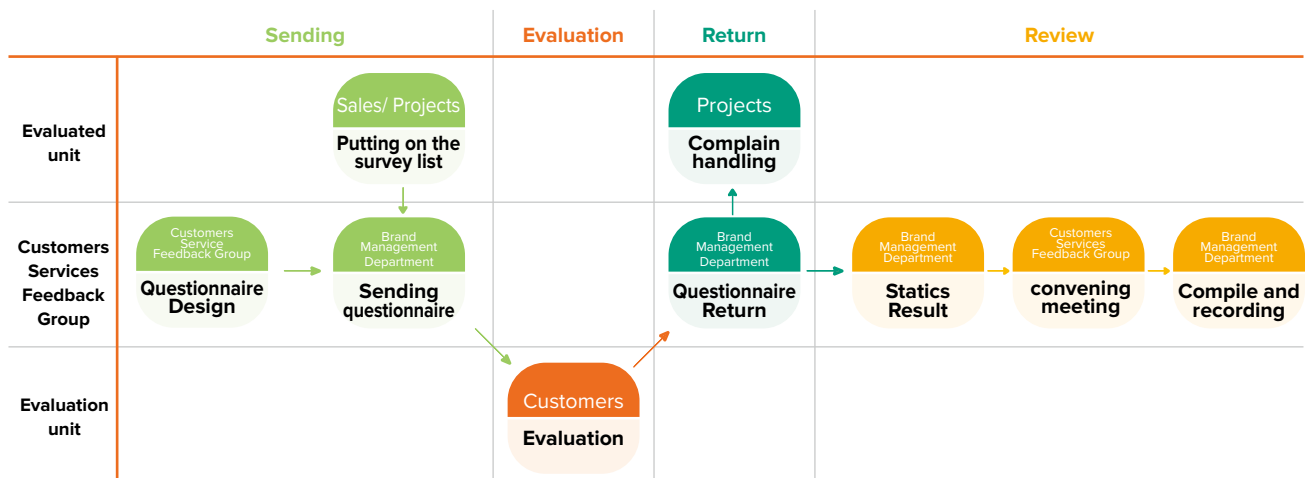 Sending
Evaluation
Return
Review
Evaluated
unit
Sales/ Projects
Putting on the
survey list
Projects
Complain
handling
Customers
Services
Feedback
Group
Customers
Service
Feedback Group
Questionnaire
Design
Brand
Management
Department
Sending
questionnaire
Brand
Management
Department
Questionnaire
Return
Brand
Management
Department
Statics
Result
Customers
Services
Feedback Group
convening
meeting
Brand
Management
Department
Compile and
recording
Evaluation
unit
Customers
Evaluation